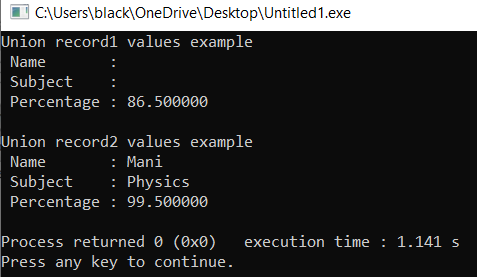 C:\Users\black\OneDrive\Desktop\Untitled1.exe
Union record1 values example
 Name       :
 Subject    :
 Percentage : 86.500000

Union record2 values example
 Name       : Mani
 Subject    : Physics
 Percentage : 99.500000

Process returned 0 (0x0)   execution time : 1.141 s
Press any key to continue.